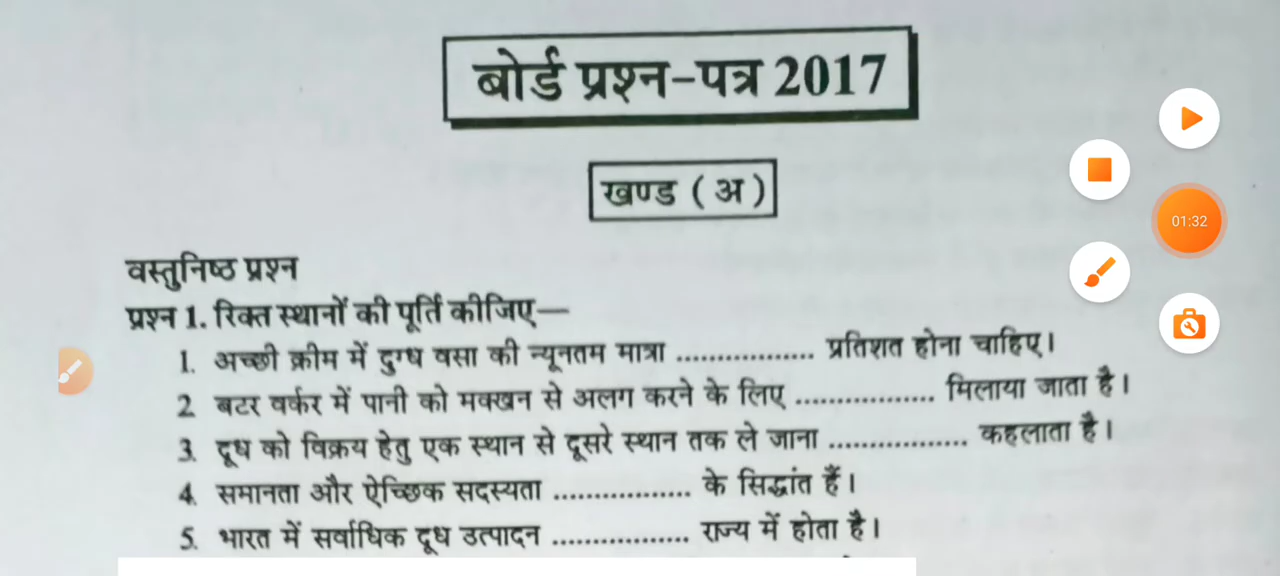 बोर्ड प्रश्न-पत्र 2017
खण्ड (अ)
वस्तुनिष्ठ प्रश्न
प्रश्न 1. रिक्त स्थानों की पूर्ति कीजिए—
1. अच्छी क्रीम में दुग्ध वसा की न्यूनतम मात्रा ................ प्रतिशत होना चाहिए।
2. बटर वर्कर में पानी को मक्खन से अलग करने के लिए ................ मिलाया जाता है।
3. दूध को विक्रय हेतु एक स्थान से दूसरे स्थान तक ले जाना ................ कहलाता है।
4. समानता और ऐच्छिक सदस्यता ................ के सिद्धांत हैं।
5. भारत में सर्वाधिक दूध उत्पादन ................ राज्य में होता है।
01:32